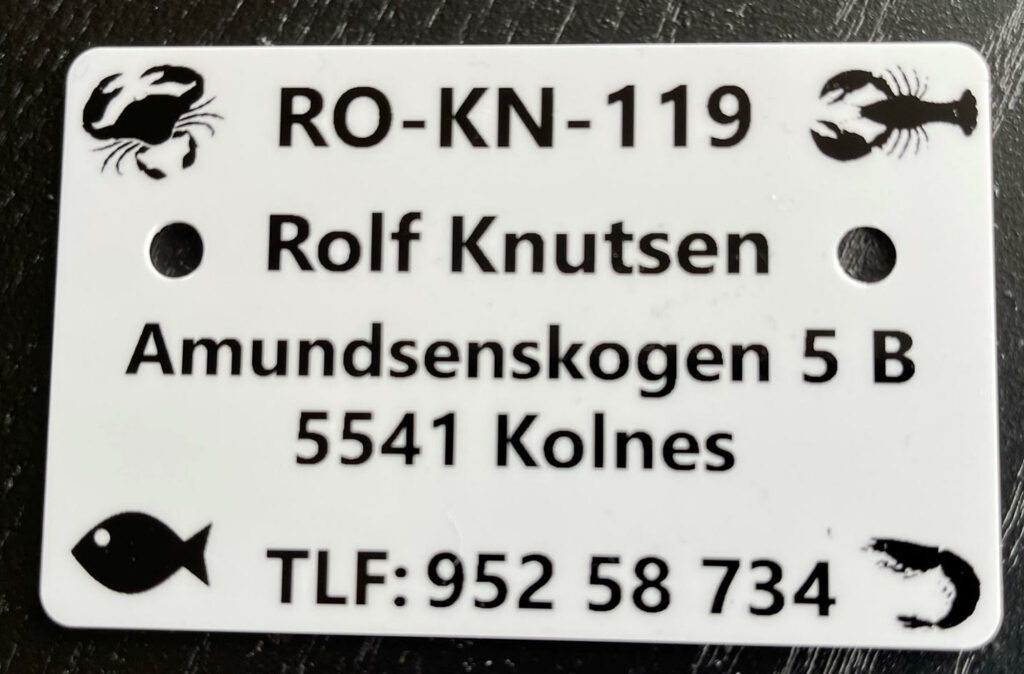 RO-KN-119
Rolf Knutsen
Amundsenskogen 5 B
5541 Kolnes
TLF: 952 58 734